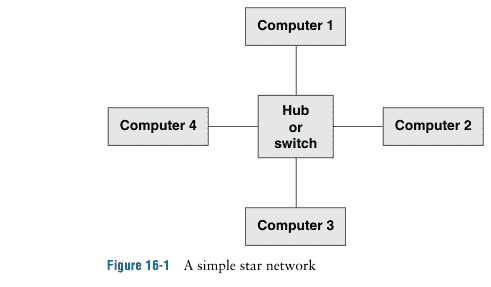 Computer 1
Computer 4
Hub
or
switch
Computer 2
Computer 3
Figure 16-1 A simple star network